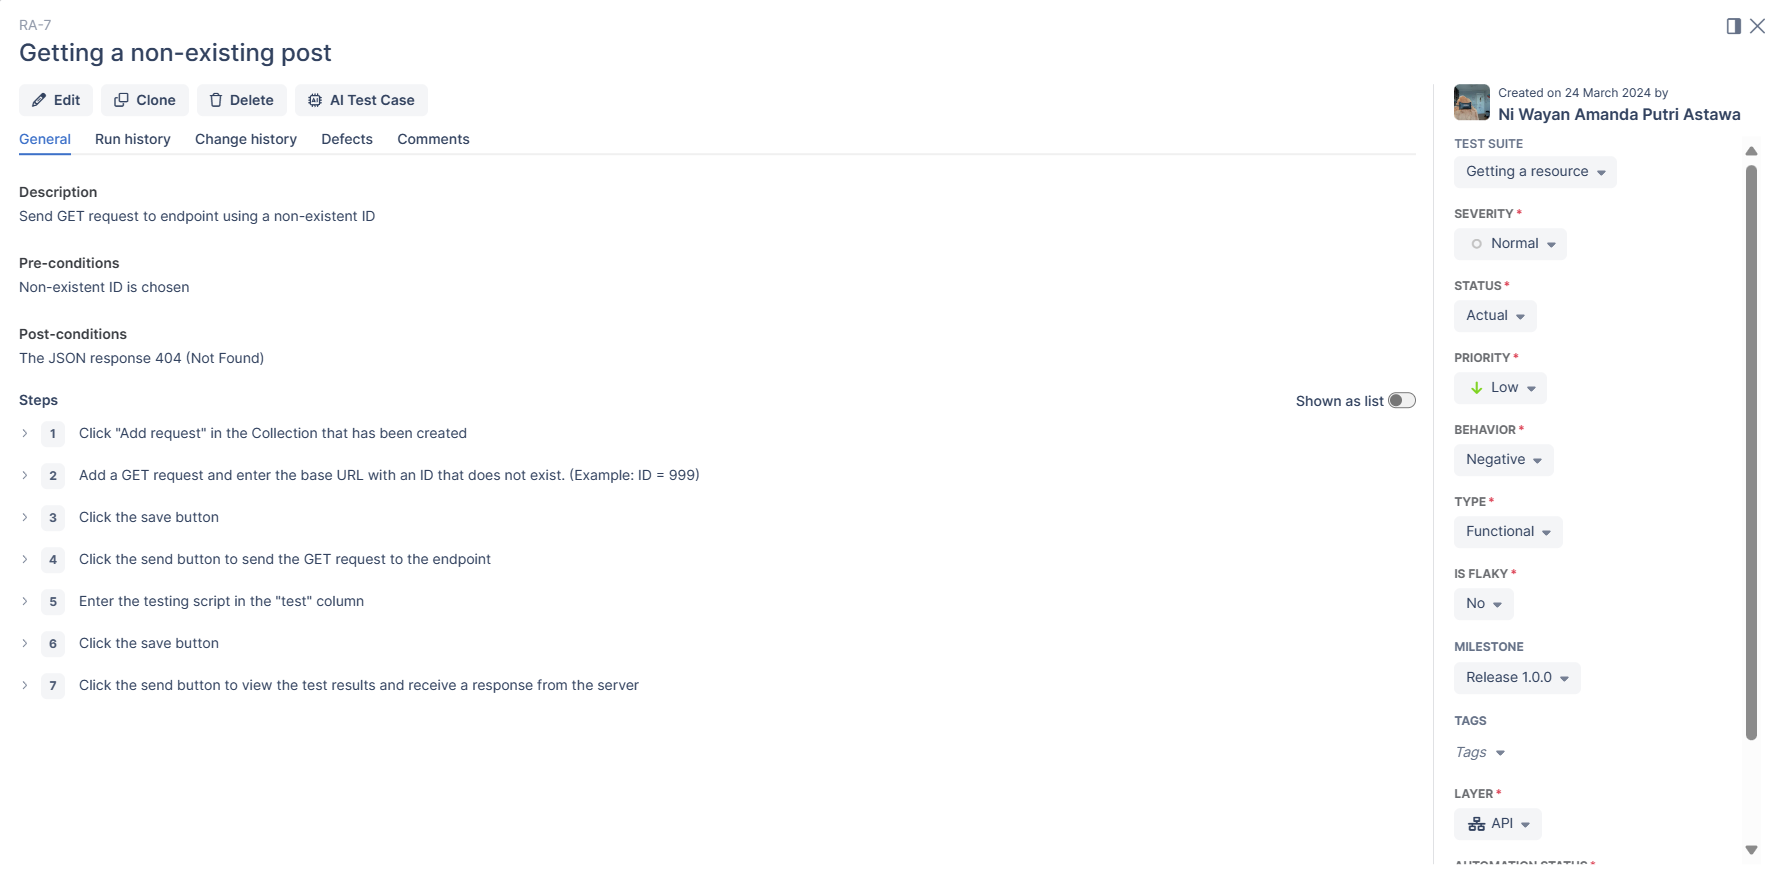 RA-7
Getting a non-existing post
Edit
Clone
Delete
AI Test Case
General
Run history
Change history
Defects
Comments
Description
Send GET request to endpoint using a non-existent ID
Pre-conditions
Non-existent ID is chosen
Post-conditions
The JSON response 404 (Not Found)
Steps
Shown as list
1 Click "Add request" in the Collection that has been created
2 Add a GET request and enter the base URL with an ID that does not exist. (Example: ID = 999)
3 Click the save button
4 Click the send button to send the GET request to the endpoint
5 Enter the testing script in the "test" column
6 Click the save button
7 Click the send button to view the test results and receive a response from the server
Created on 24 March 2024 by
Ni Wayan Amanda Putri Astawa
TEST SUITE
Getting a resource
SEVERITY*
Normal
STATUS*
Actual
PRIORITY*
Low
BEHAVIOR*
Negative
TYPE*
Functional
IS FLAKY*
No
MILESTONE
Release 1.0.0
TAGS
Tags
LAYER*
API
AUTOMATION STATUS*